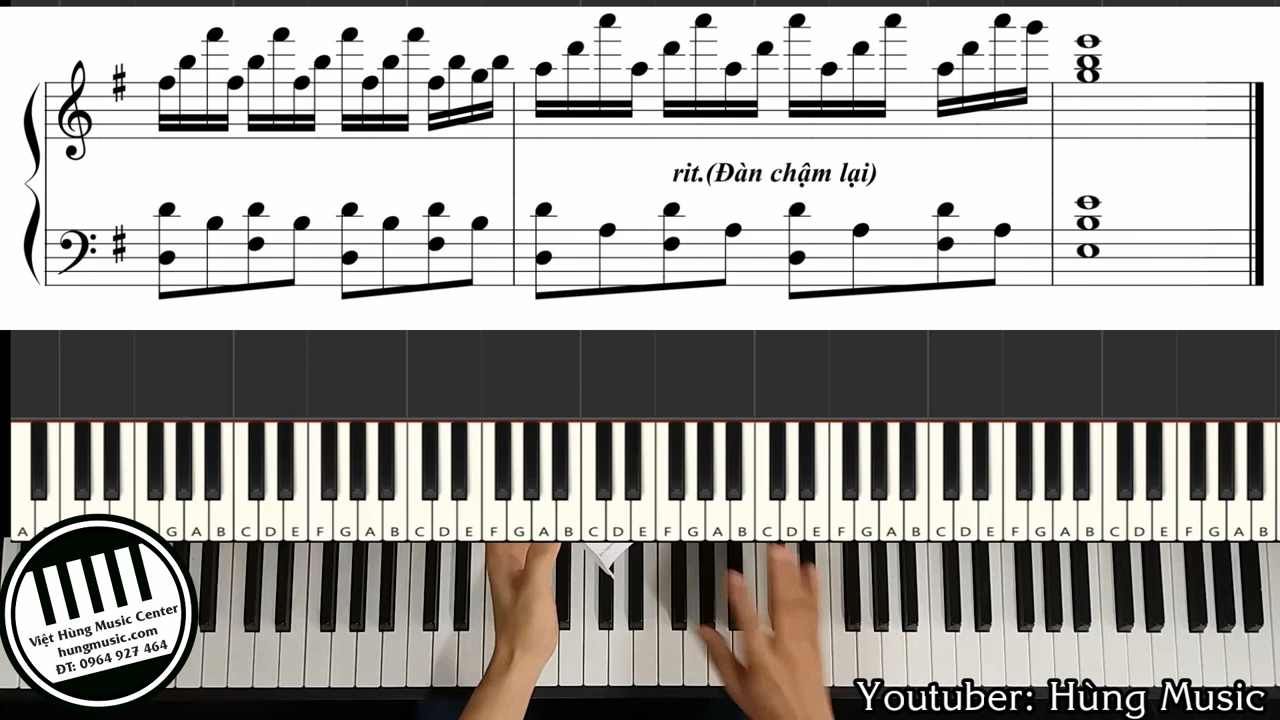 rit.(Đàn chậm lại)
A G A B C D E F G A B C D E F G A B C D E F G A B C D E F G A B C D E F G A B C D E F G A B
Việt Hùng Music Center
hungmusic.com
ĐT: 0964 927 464
Youtuber: Hùng Music